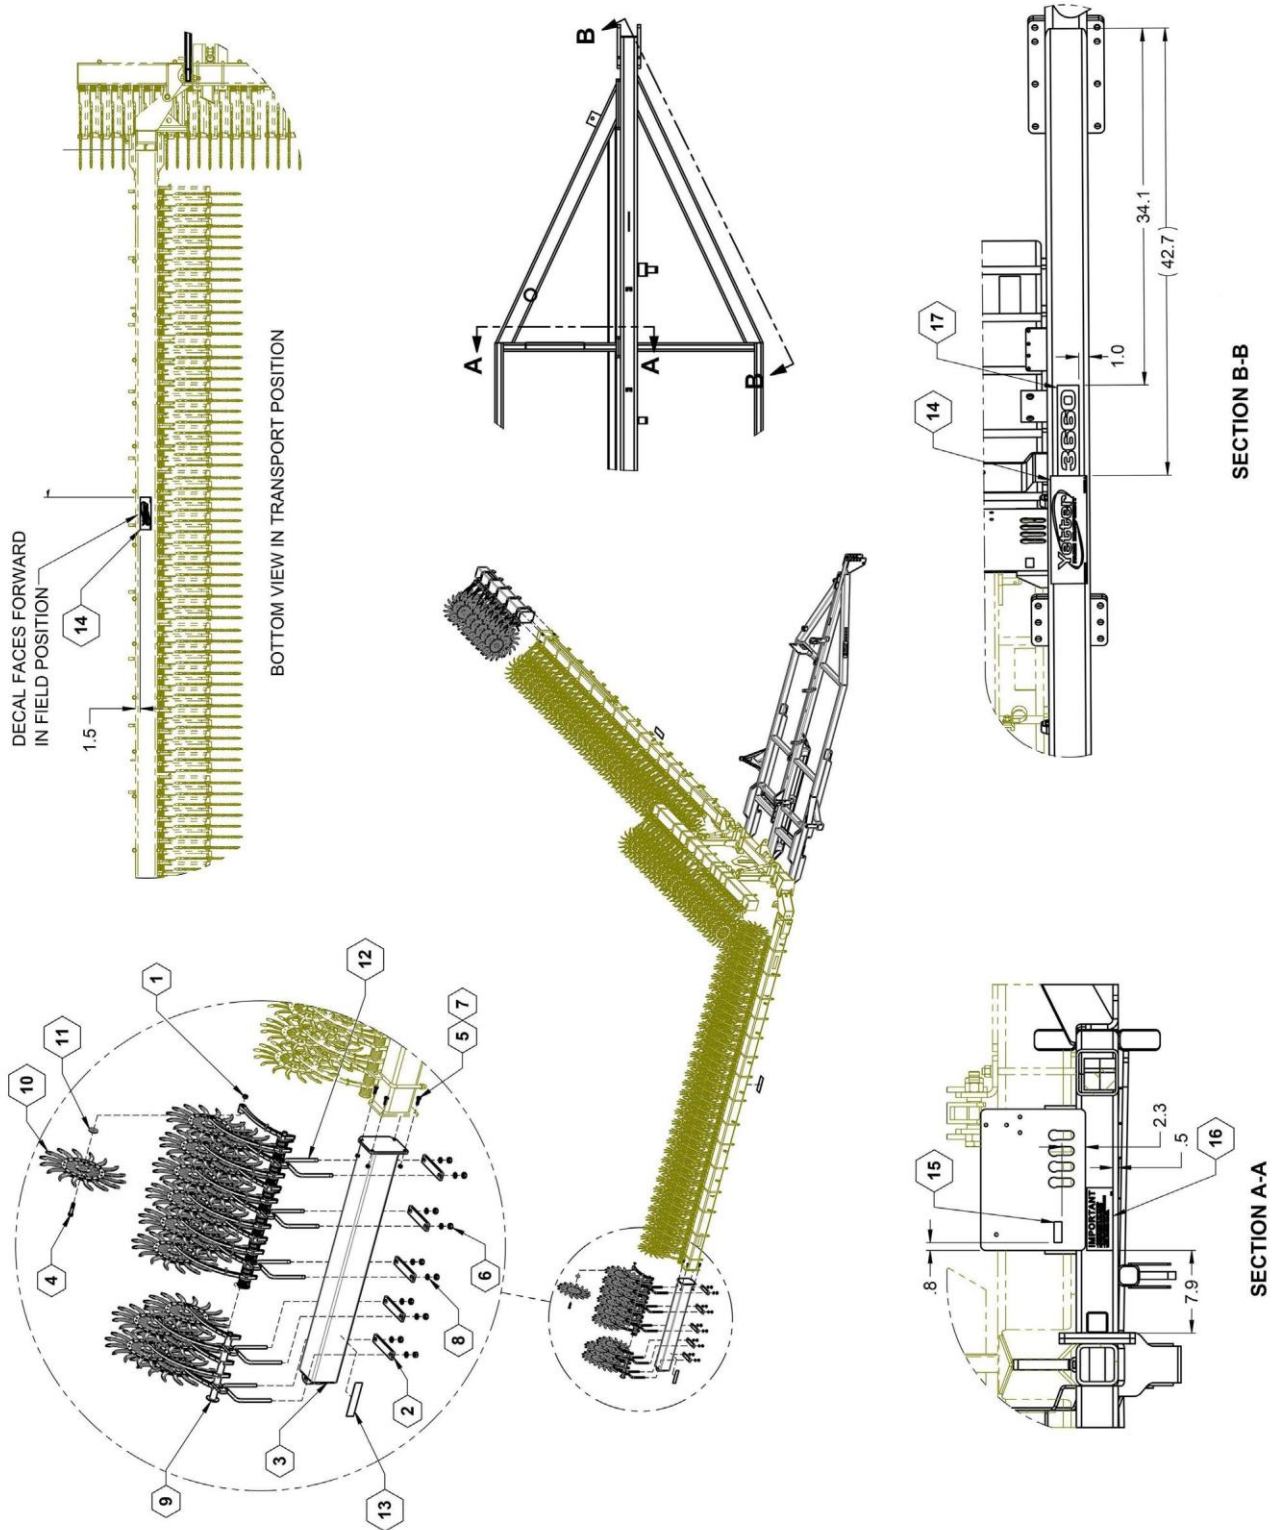 DECAL FACES FORWARD
IN FIELD POSITION
14
1.5
BOTTOM VIEW IN TRANSPORT POSITION
B
A
A
B
17
14
3660
Yetter
1.0
34.1
(42.7)
SECTION B-B
1
12
11
10
5
7
4
6
8
2
3
9
13
15
.8
IMPORTANT
2.3
.5
16
7.9
SECTION A-A